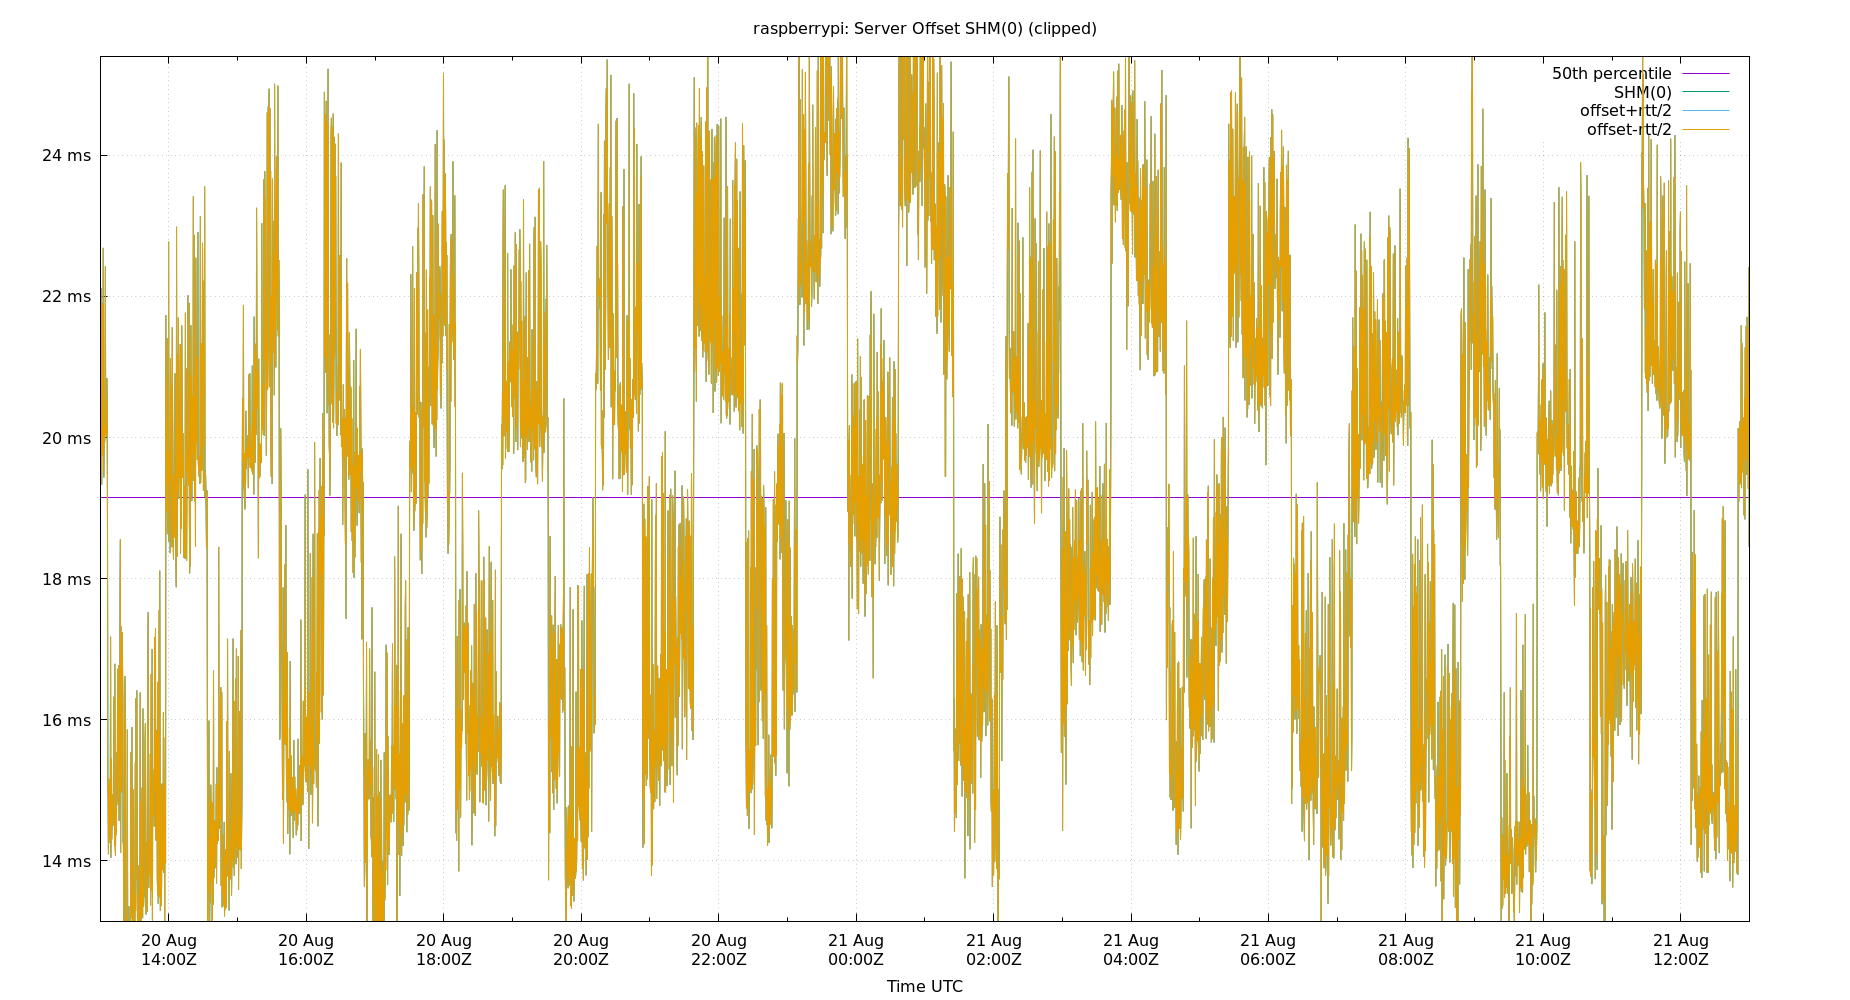 raspberrypi: Server Offset SHM(0) (clipped)
50th percentile
SHM(0)
offset+rtt/2
offset-rtt/2
24 ms
22 ms
20 ms
18 ms
16 ms
14 ms
20 Aug 20 Aug 20 Aug 20 Aug 20 Aug 21 Aug 21 Aug 21 Aug 21 Aug 21 Aug 21 Aug 21 Aug
14:00Z 16:00Z 18:00Z 20:00Z 22:00Z 00:00Z 02:00Z 04:00Z 06:00Z 08:00Z 10:00Z 12:00Z
Time UTC